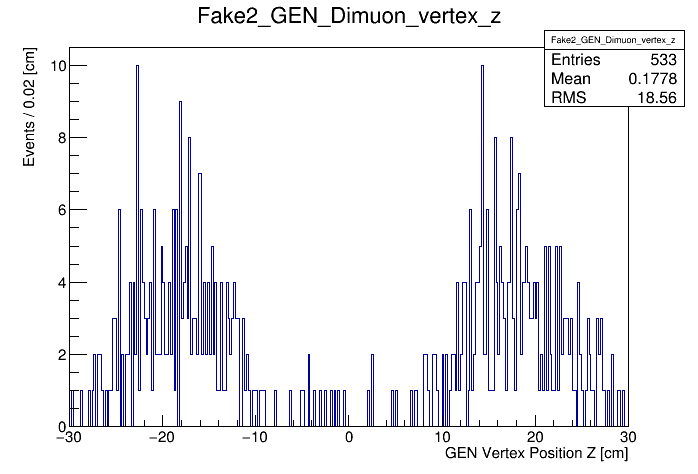 Fake2_GEN_Dimuon_vertex_z
Fake2_GEN_Dimuon_vertex_z
Entries 533
Mean 0.1778
RMS 18.56
Events / 0.02 [cm]
10
8
6
4
2
0
−30 −20 −10 0 10 20 30
GEN Vertex Position Z [cm]